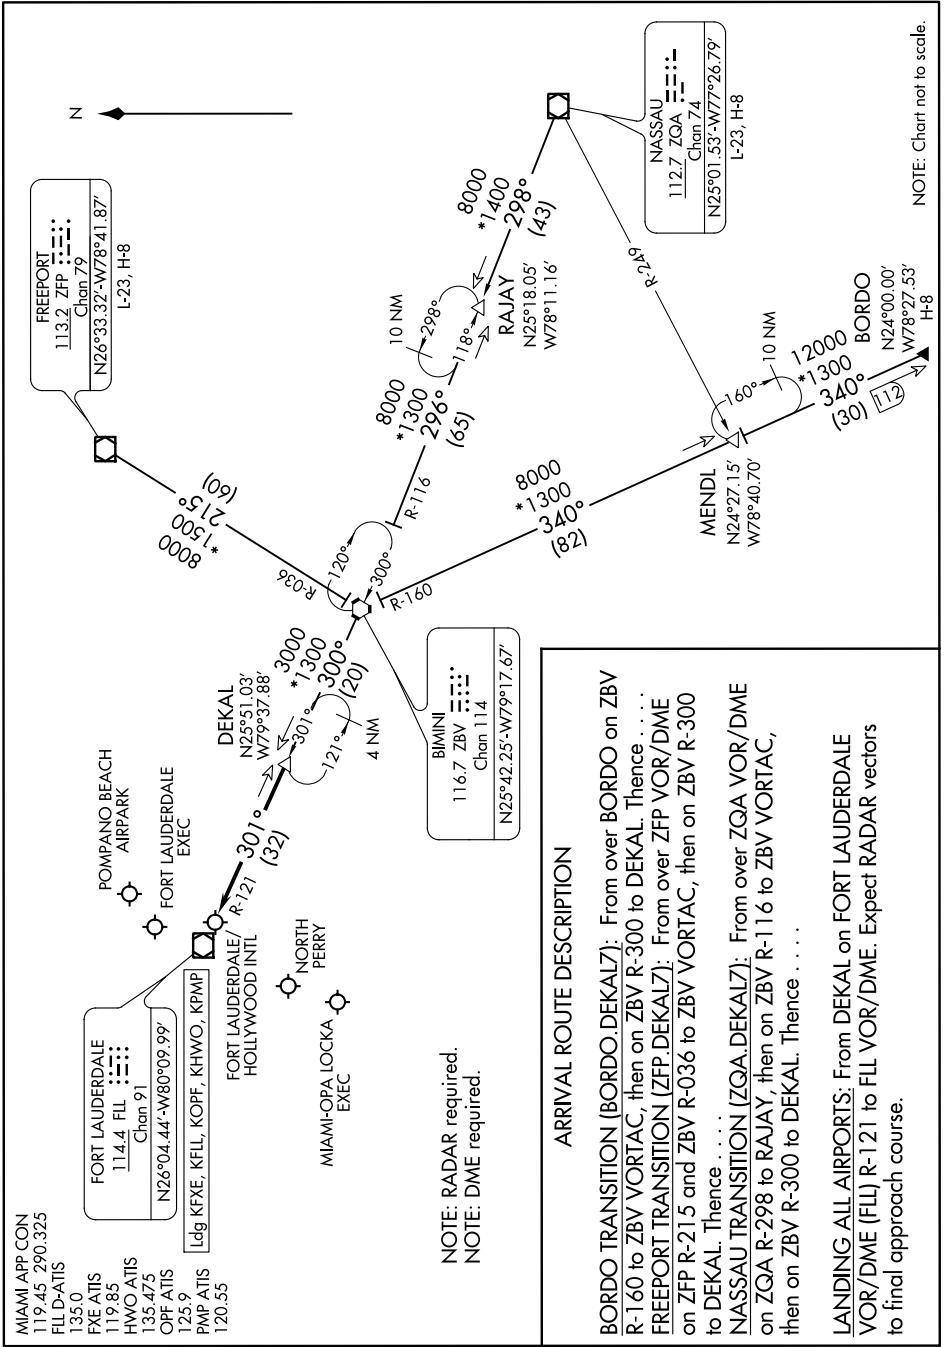 MIAMI APP CON
119.45 290.325
FLL D-ATIS
135.0
FXE ATIS
119.85
HWO ATIS
135.475
OPF ATIS
125.9
PMP ATIS
120.55
FORT LAUDERDALE
114.4 FLL
Chan 91
N26°04.44'-W80°09.99'
Ldg KFXE, KFLL, KOPF, KHWO, KPMP
POMPANO BEACH
AIRPARK
FORT LAUDERDALE
EXEC
FORT LAUDERDALE/
HOLLYWOOD INTL
NORTH
PERRY
MIAMI-OPA LOCKA
EXEC
R-121
301°
(32)
DEKAL
N25°51.03'
W79°37.88'
301°
121°
4 NM
3000
*1300
300°
(20)
BIMINI
116.7 ZBV
Chan 114
N25°42.25'-W79°17.67'
120°
300°
R-036
R-116
R-160
8000
*1500
215°
(60)
FREEPORT
113.2 ZFP
Chan 79
N26°33.32'-W78°41.87'
L-23, H-8
N
8000
*1300
296°
(65)
10 NM
298°
118°
RAJAY
N25°18.05'
W78°11.16'
8000
*1400
298°
(43)
NASSAU
112.7 ZQA
Chan 74
N25°01.53'-W77°26.79'
L-23, H-8
R-249
8000
*1300
340°
(82)
MENDL
N24°27.15'
W78°40.70'
160°
10 NM
12000
*1300
340°
(30)
112
BORDO
N24°00.00'
W78°27.53'
H-8
NOTE: Chart not to scale.
NOTE: RADAR required.
NOTE: DME required.
ARRIVAL ROUTE DESCRIPTION
BORDO TRANSITION (BORDO.DEKAL7): From over BORDO on ZBV
R-160 to ZBV VORTAC, then on ZBV R-300 to DEKAL. Thence . . . .
FREEPORT TRANSITION (ZFP.DEKAL7): From over ZFP VOR/DME
on ZFP R-215 and ZBV R-036 to ZBV VORTAC, then on ZBV R-300
to DEKAL. Thence . . . .
NASSAU TRANSITION (ZQA.DEKAL7): From over ZQA VOR/DME
on ZQA R-298 to RAJAY, then on ZBV R-116 to ZBV VORTAC,
then on ZBV R-300 to DEKAL. Thence . . . .
LANDING ALL AIRPORTS: From DEKAL on FORT LAUDERDALE
VOR/DME (FLL) R-121 to FLL VOR/DME. Expect RADAR vectors
to final approach course.